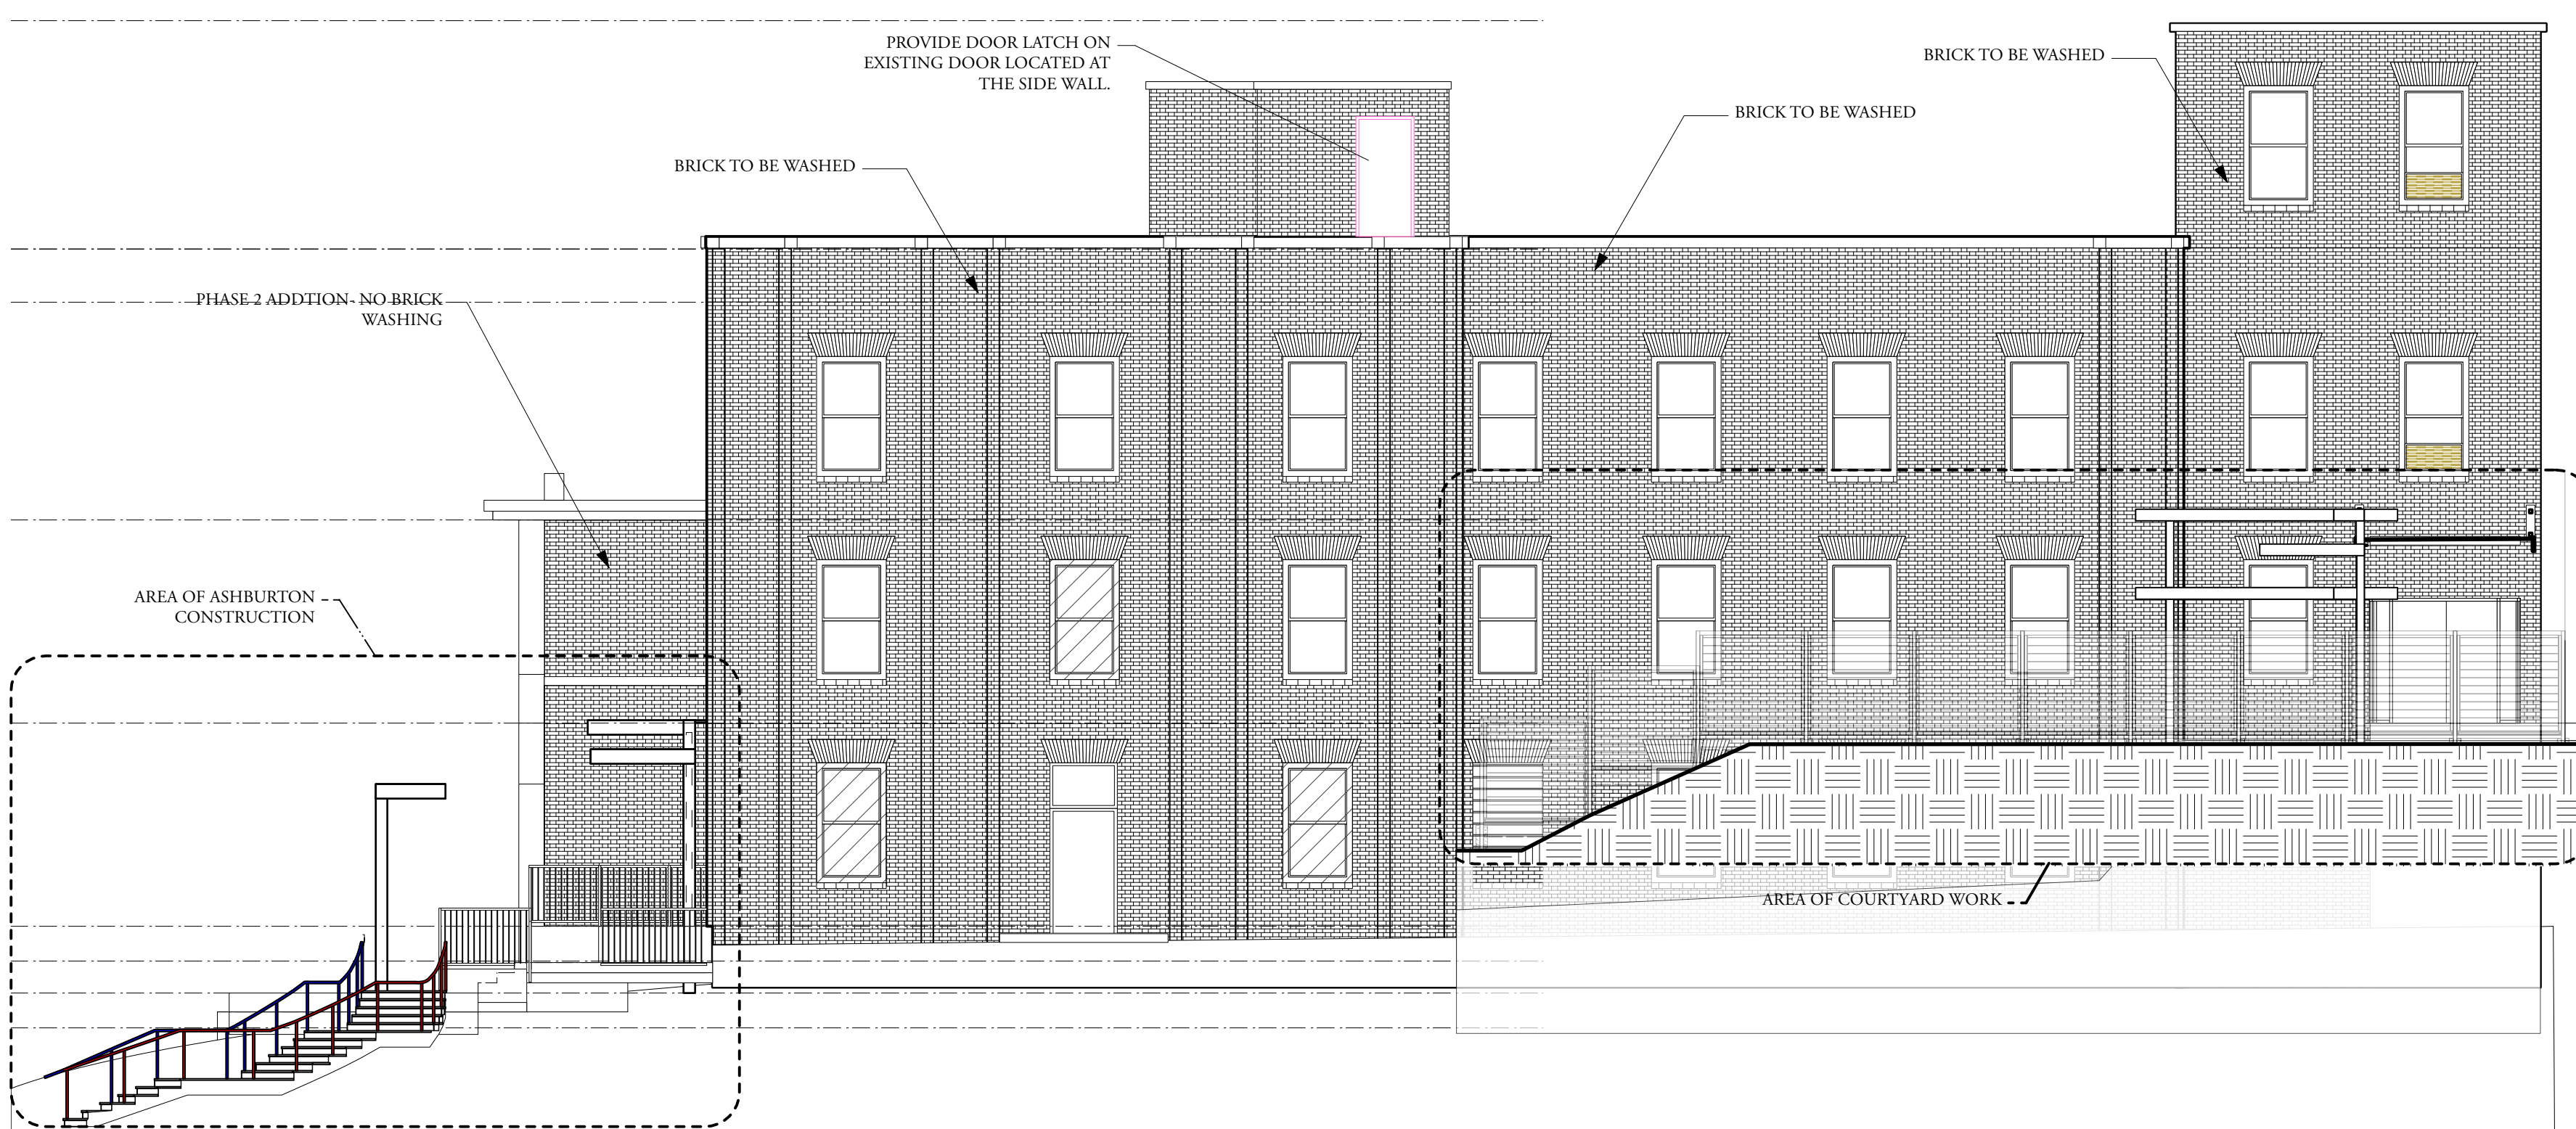 PROVIDE DOOR LATCH ON
EXISTING DOOR LOCATED AT
THE SIDE WALL.
BRICK TO BE WASHED
BRICK TO BE WASHED
BRICK TO BE WASHED
PHASE 2 ADDTION- NO BRICK
WASHING
AREA OF ASHBURTON
CONSTRUCTION
AREA OF COURTYARD WORK